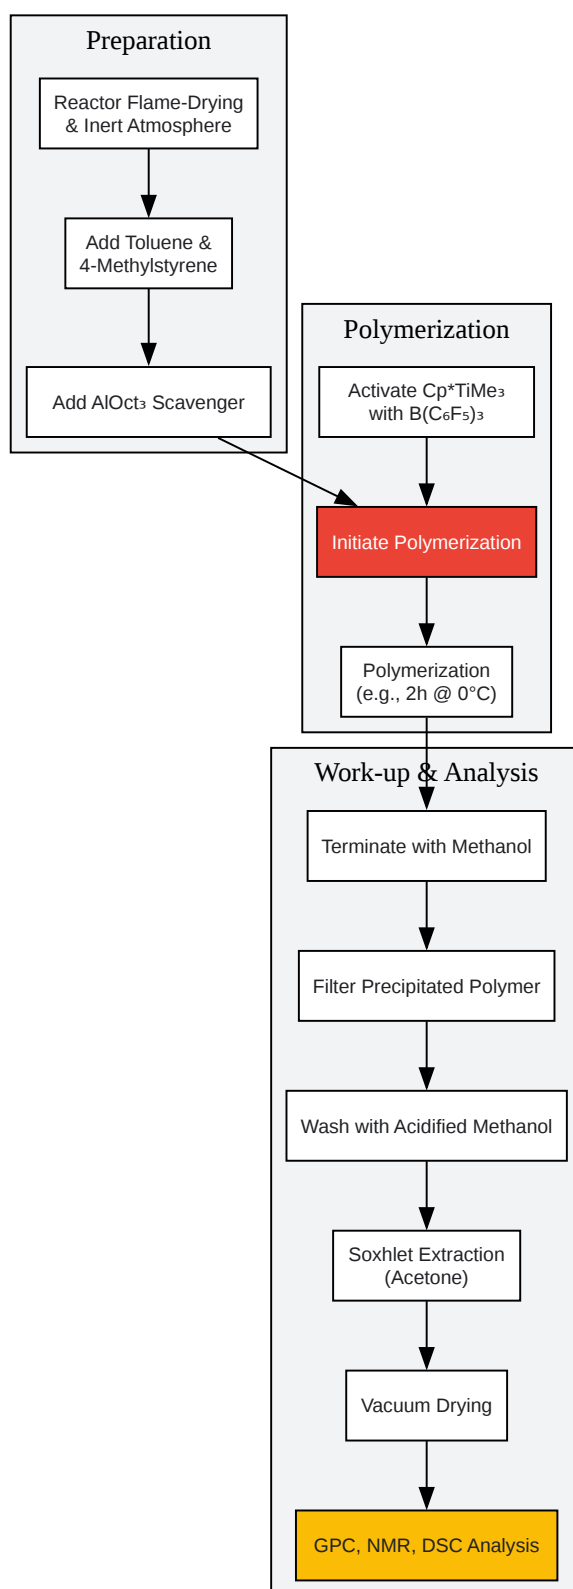 Preparation
Reactor Flame-Drying
& Inert Atmosphere
Add Toluene &
4-Methylstyrene
Add AlOct₃ Scavenger
Polymerization
Activate Cp*TiMe₃
with B(C₆F₅)₃
Initiate Polymerization
Polymerization
(e.g., 2h @ 0°C)
Work-up & Analysis
Terminate with Methanol
Filter Precipitated Polymer
Wash with Acidified Methanol
Soxhlet Extraction
(Acetone)
Vacuum Drying
GPC, NMR, DSC Analysis